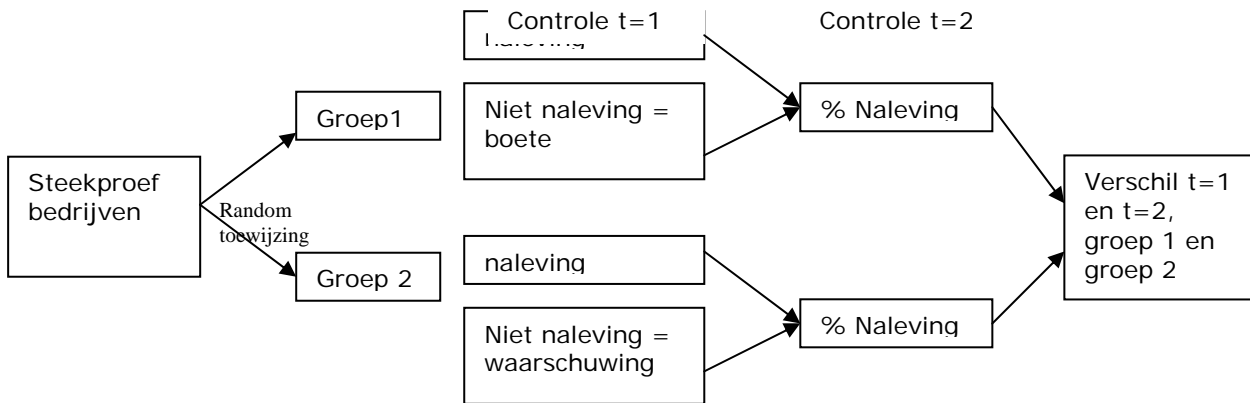 Controle t=1
Controle t=2
Groep1
Niet naleving =
boete
% Naleving
Steekproef
bedrijven
Random
toewijzing
Verschil t=1
en t=2,
groep 1 en
groep 2
Groep 2
naleving
Niet naleving =
waarschuwing
% Naleving